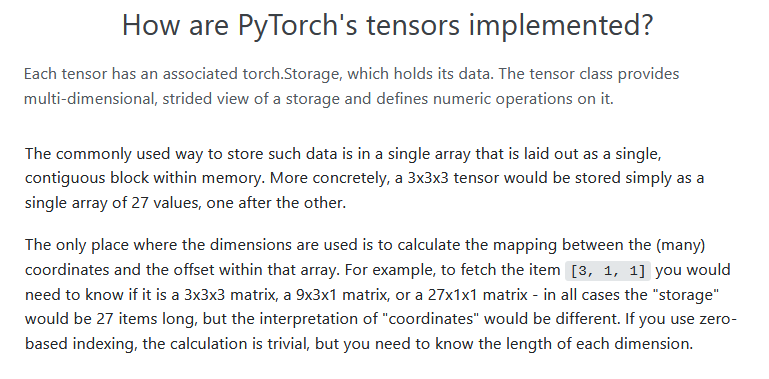 How are PyTorch's tensors implemented?
Each tensor has an associated torch.Storage, which holds its data. The tensor class provides
multi-dimensional, strided view of a storage and defines numeric operations on it.
The commonly used way to store such data is in a single array that is laid out as a single,
contiguous block within memory. More concretely, a 3x3x3 tensor would be stored simply as a
single array of 27 values, one after the other.
The only place where the dimensions are used is to calculate the mapping between the (many)
coordinates and the offset within that array. For example, to fetch the item [3, 1, 1] you would
need to know if it is a 3x3x3 matrix, a 9x3x1 matrix, or a 27x1x1 matrix - in all cases the "storage"
would be 27 items long, but the interpretation of "coordinates" would be different. If you use zero-
based indexing, the calculation is trivial, but you need to know the length of each dimension.